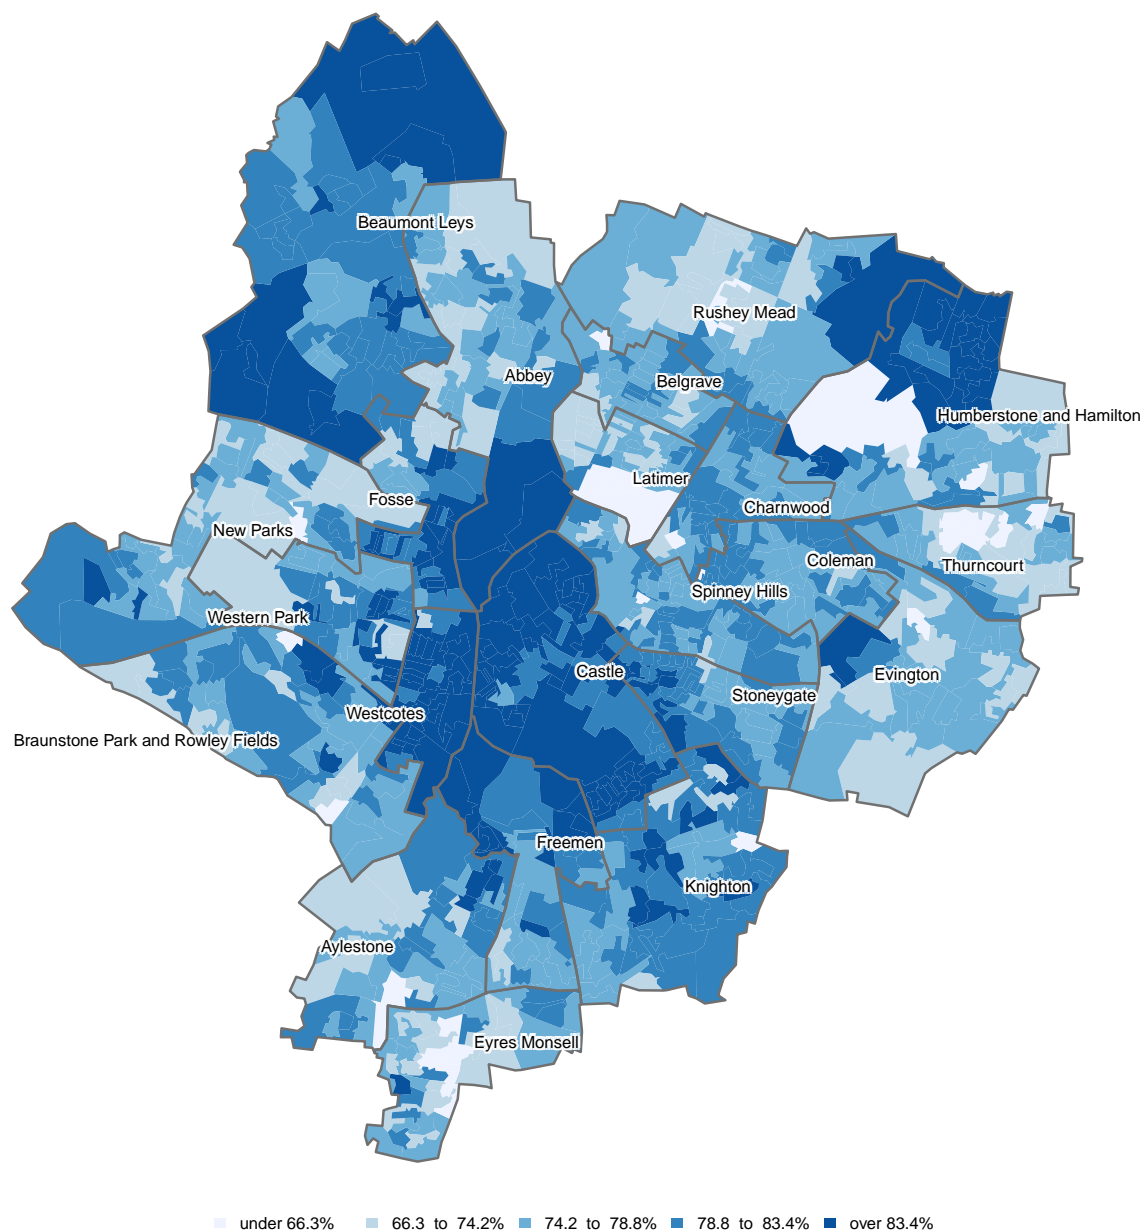 Beaumont Leys
Rushey Mead
Abbey
Belgrave
Humberstone and Hamilton
Latimer
Fosse
Charnwood
New Parks
Coleman
Thurncourt
Spinney Hills
Western Park
Castle
Evington
Stoneygate
Westcotes
Braunstone Park and Rowley Fields
Freemen
Knighton
Aylestone
Eyres Monsell
under 66.3% 66.3 to 74.2% 74.2 to 78.8% 78.8 to 83.4% over 83.4%